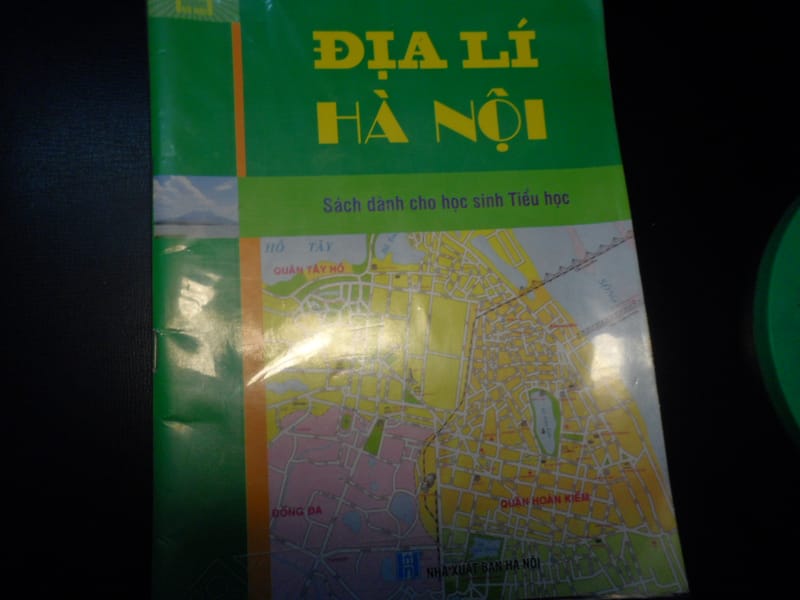 ĐỊA LÍ
HÀ NỘI
Sách dành cho học sinh Tiểu học
HỒ TÂY
QUẬN TÂY HỒ
SÔNG
QUẬN HOÀN KIẾM
ĐỐNG ĐA
NHÀ XUẤT BẢN HÀ NỘI